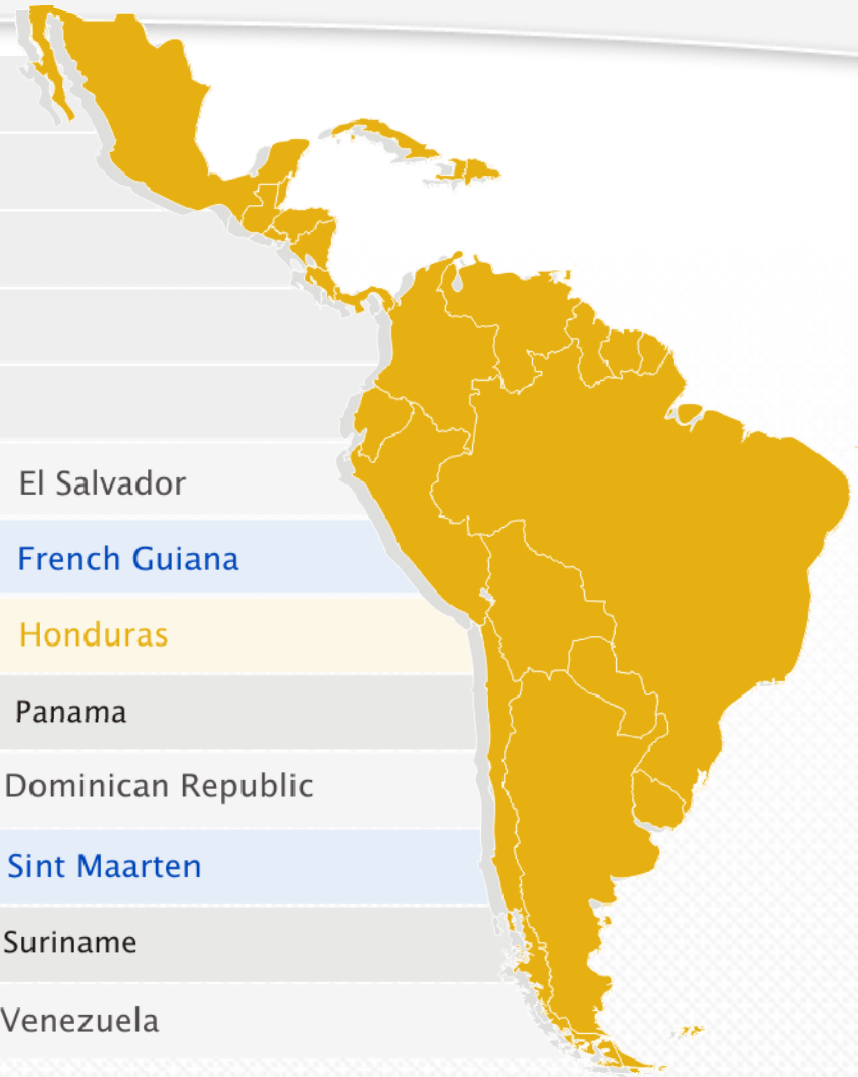 El Salvador
French Guiana
Honduras
Panama
Dominican Republic
Sint Maarten
Suriname
Venezuela